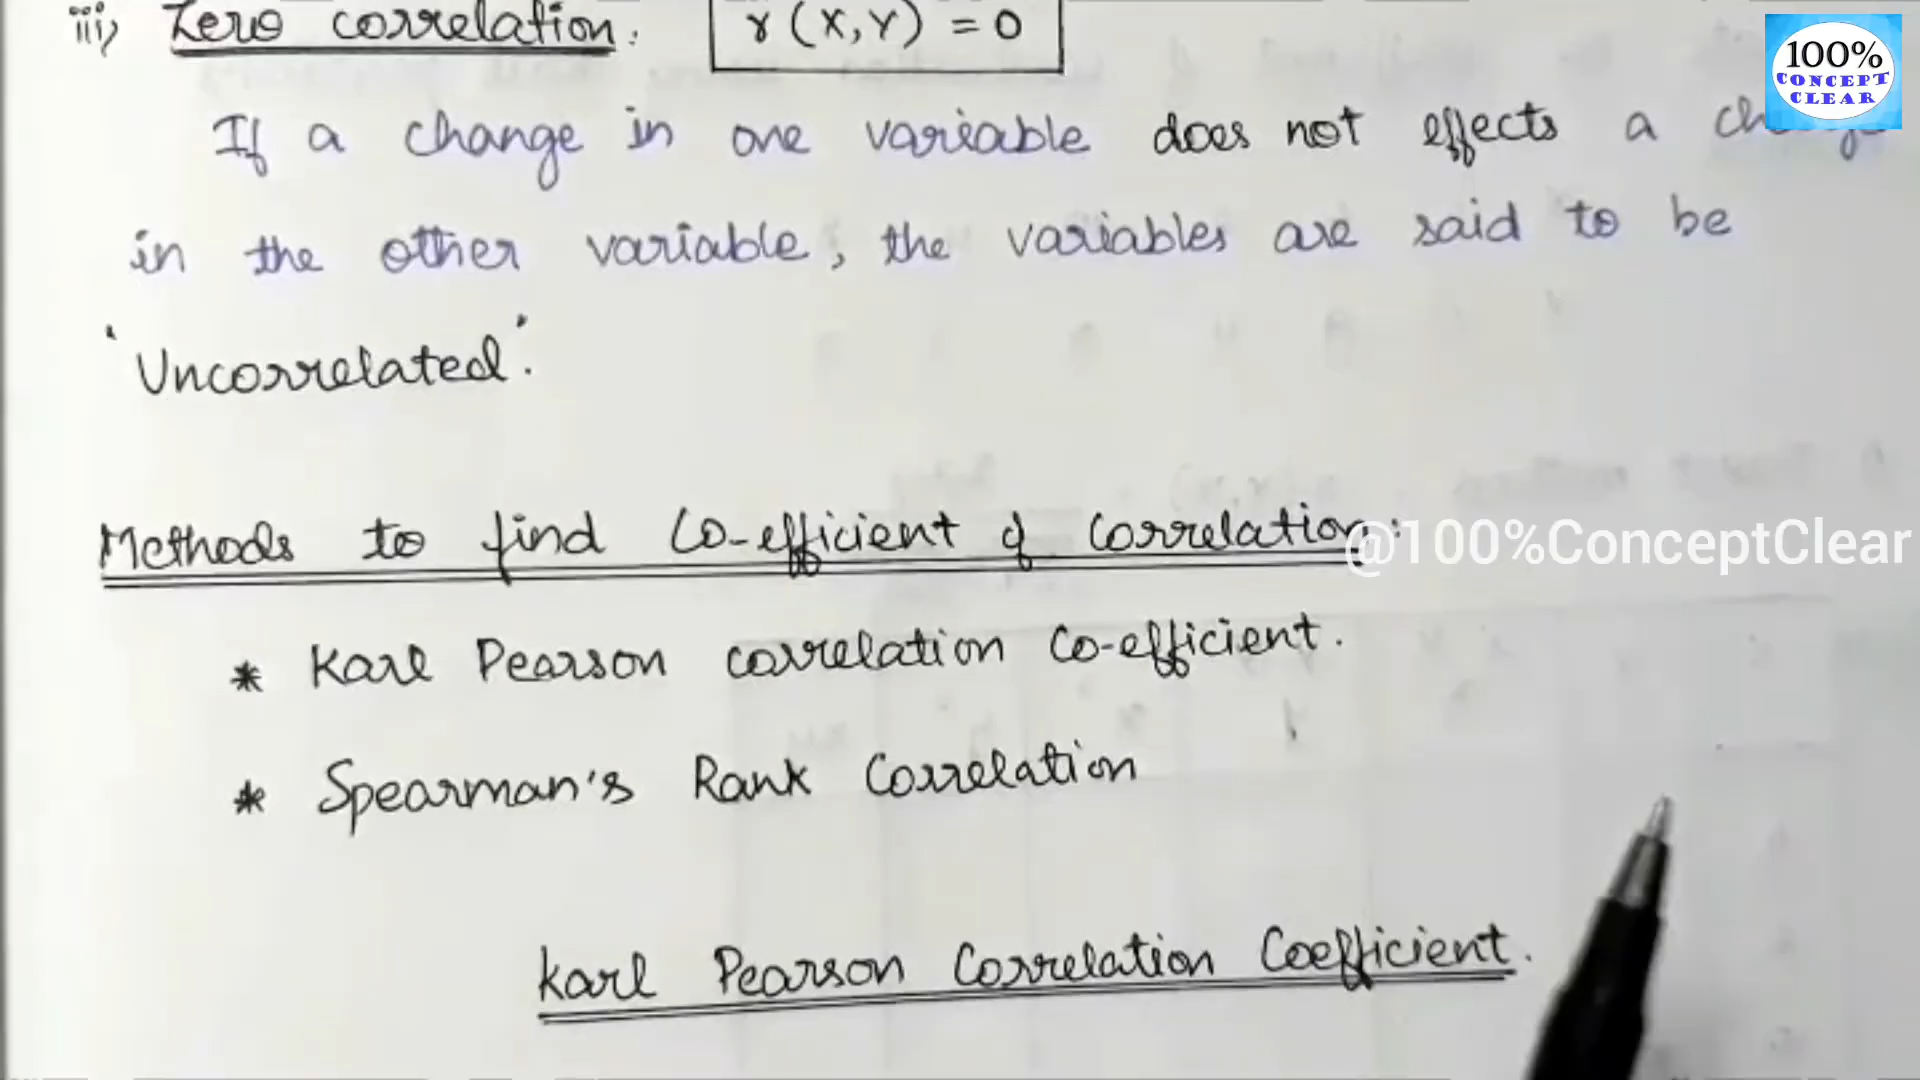 iii) Zero correlation: r(X,Y) = 0
100%
CONCEPT
CLEAR
If a change in one variable does not effects a change
in the other variable, the variables are said to be
'Uncorrelated'.
Methods to find Co-efficient of Correlation:
@100%ConceptClear
* Karl Pearson correlation Co-efficient.
* Spearman's Rank Correlation
Karl Pearson Correlation Coefficient.